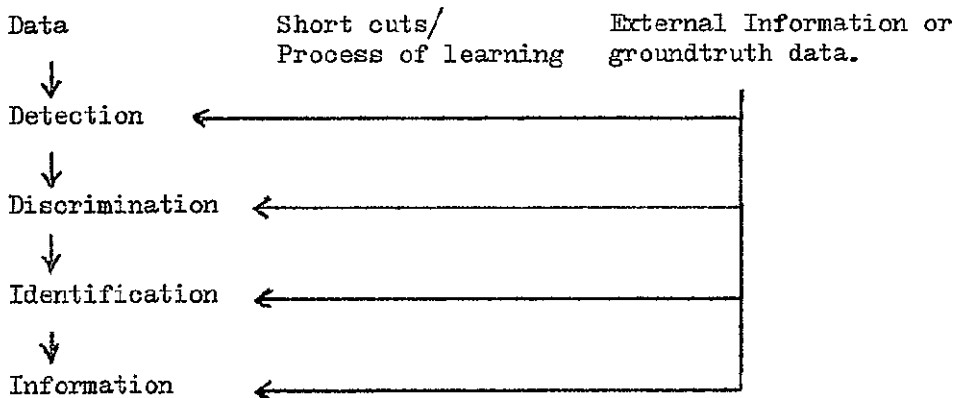 Data
Short cuts/
Process of learning
External Information or
groundtruth data.
Detection
Discrimination
Identification
Information